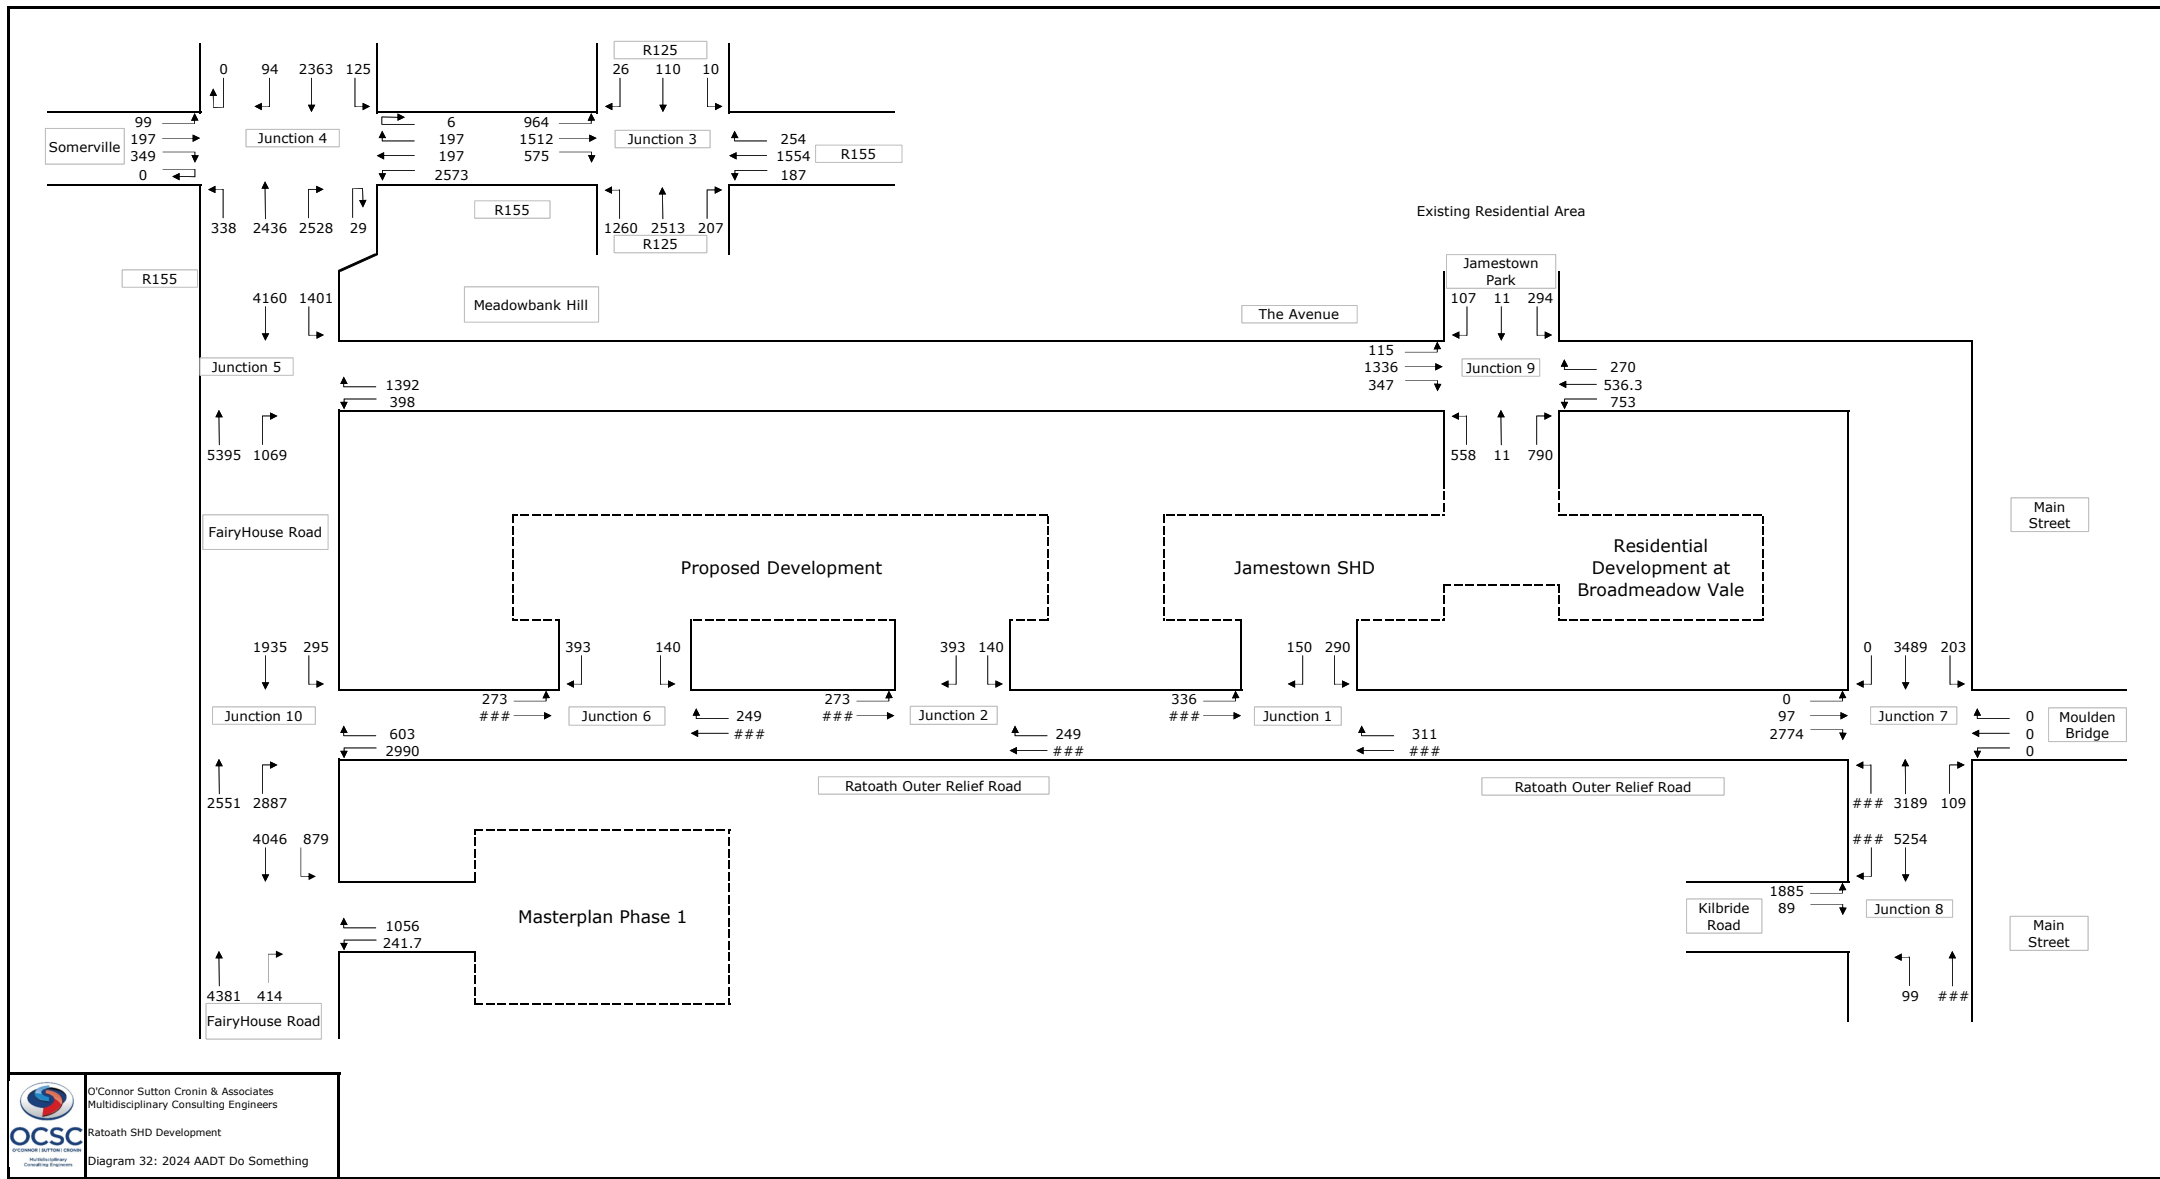 R125
0 94 2363 125
26 110 10
99
197
349
0
Somerville
Junction 4
6
197
197
2573
964
1512
575
Junction 3
254
1554
187
R155
338 2436 2528 29
R155
1260 2513 207
R125
Existing Residential Area
R155
4160 1401
Meadowbank Hill
The Avenue
Jamestown
Park
107 11 294
Junction 5
1392
398
115
1336
347
Junction 9
270
536.3
753
5395 1069
558 11 790
FairyHouse Road
Main
Street
Proposed Development
Jamestown SHD
Residential
Development at
Broadmeadow Vale
1935 295
393 140
393 140
150 290
0 3489 203
Junction 10
603
2990
273
###
Junction 6
249
###
273
###
Junction 2
249
###
336
###
Junction 1
311
###
0
97
2774
Junction 7
0
0
0
Moulden
Bridge
2551 2887
Ratoath Outer Relief Road
Ratoath Outer Relief Road
### 3189 109
4046 879
### 5254
Masterplan Phase 1
1056
241.7
Kilbride
Road
1885
89
Junction 8
Main
Street
4381 414
99 ###
FairyHouse Road
O'Connor Sutton Cronin & Associates
Multidisciplinary Consulting Engineers
Ratoath SHD Development
Diagram 32: 2024 AADT Do Something
OCSC
O'CONNOR | SUTTON | CRONIN
Multidisciplinary
Consulting Engineers